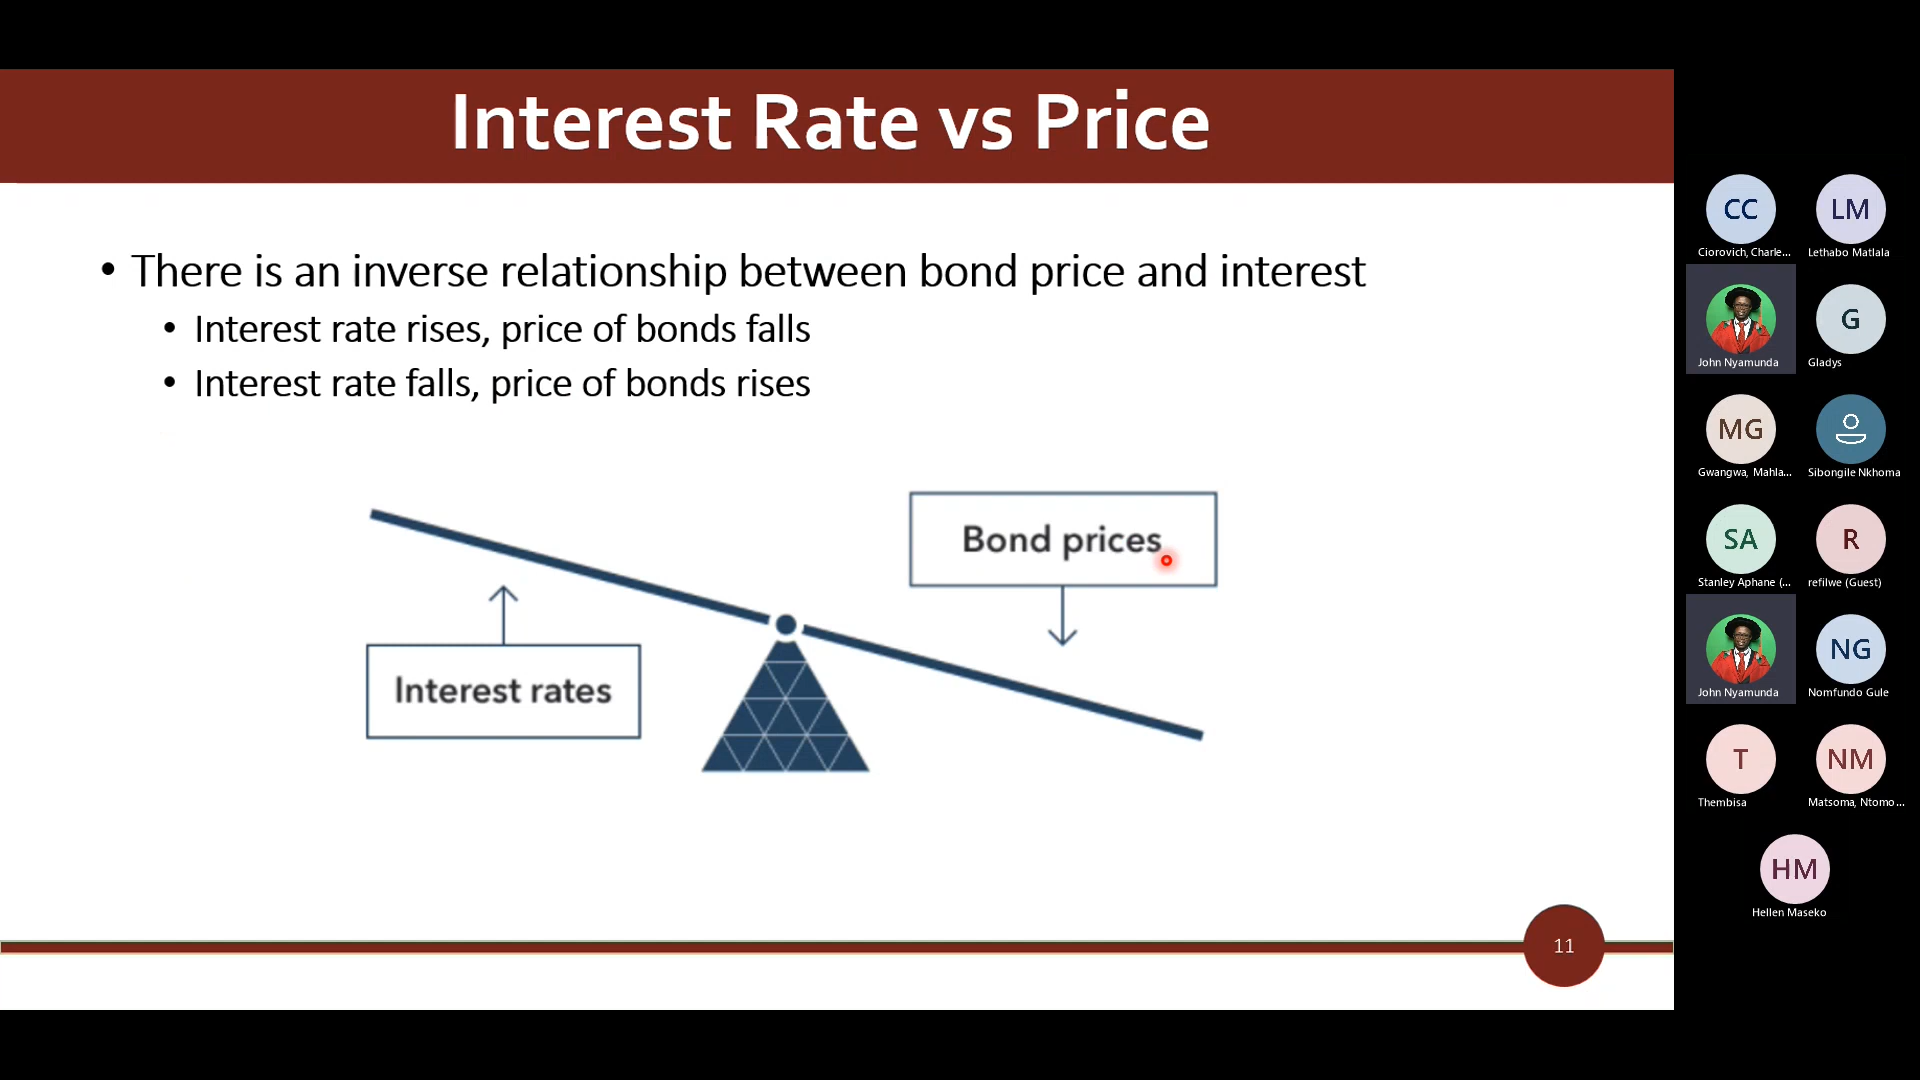 Interest Rate vs Price
• There is an inverse relationship between bond price and interest
• Interest rate rises, price of bonds falls
• Interest rate falls, price of bonds rises
Bond prices
Interest rates
11
CC
Ciorovich, Charle...
LM
Lethabo Matlala
John Nyamunda
G
Gladys
MG
Gwangwa, Mahla...
Sibongile Nkhoma
SA
Stanley Aphane (...
R
refilwe (Guest)
John Nyamunda
NG
Nomfundo Gule
T
Thembisa
NM
Matsoma, Ntomo...
HM
Hellen Maseko